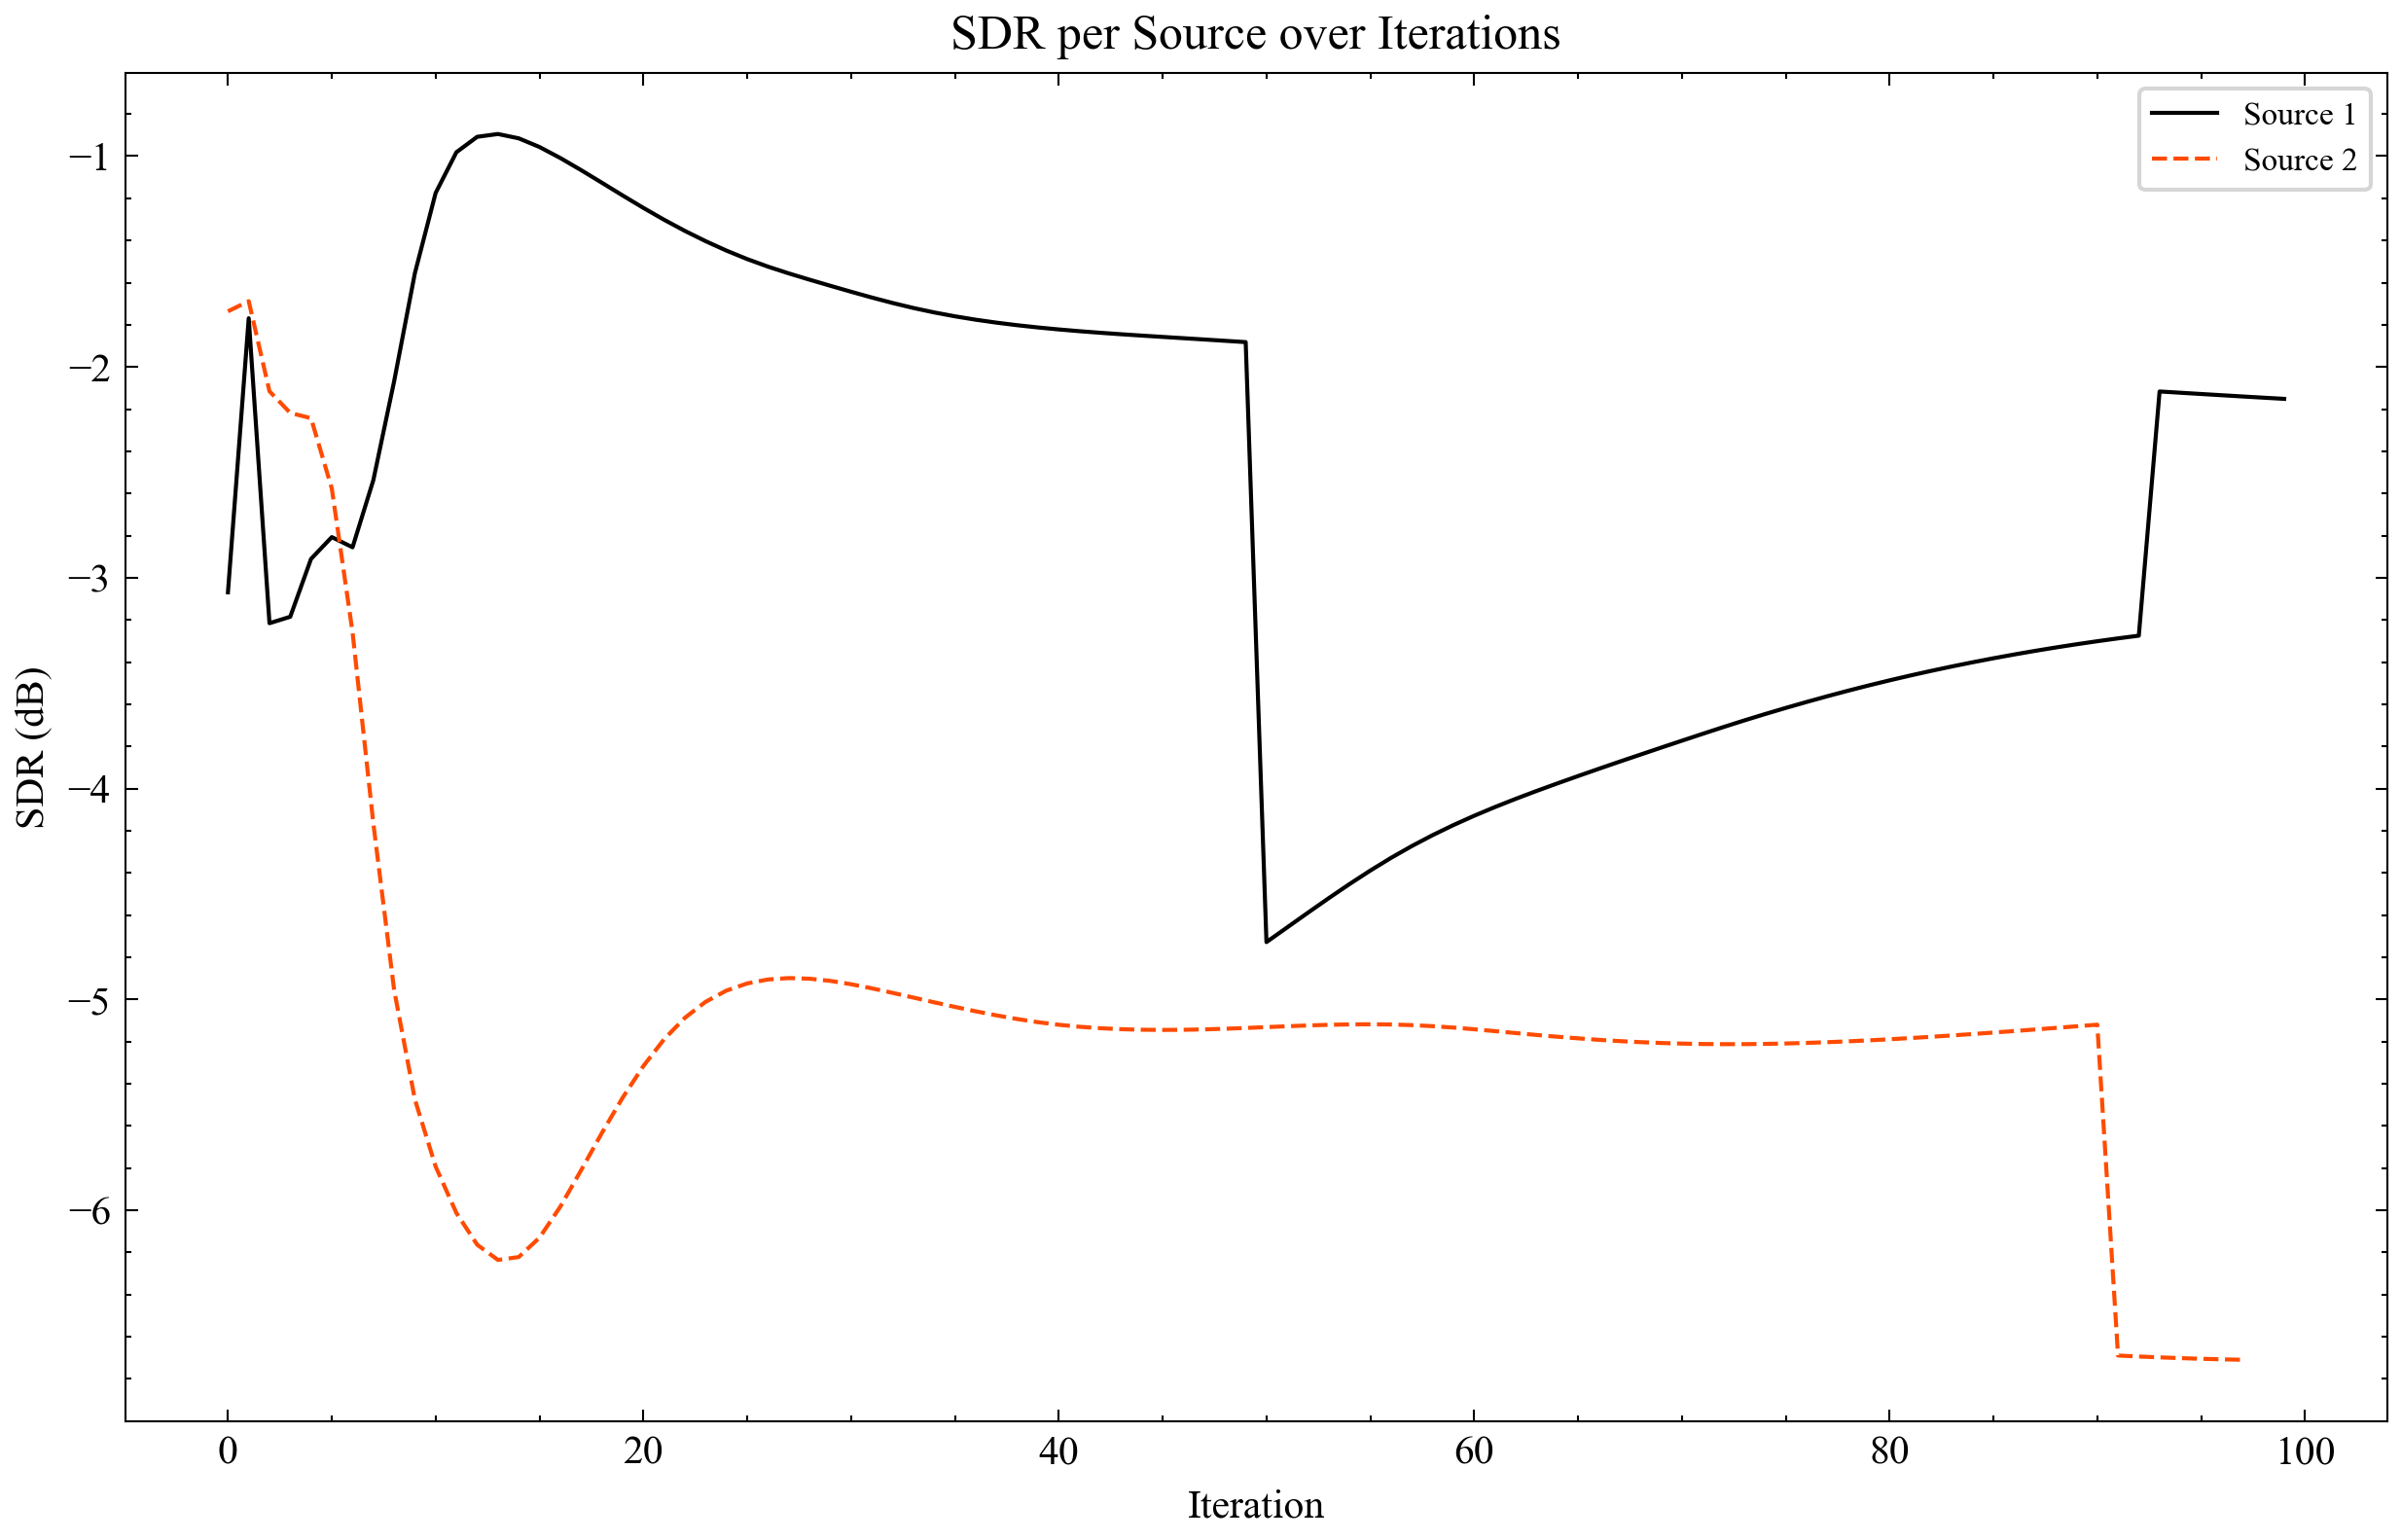 SDR per Source over Iterations
Source 1
Source 2
SDR (dB)
−1
−2
−3
−4
−5
−6
0 20 40 60 80 100
Iteration